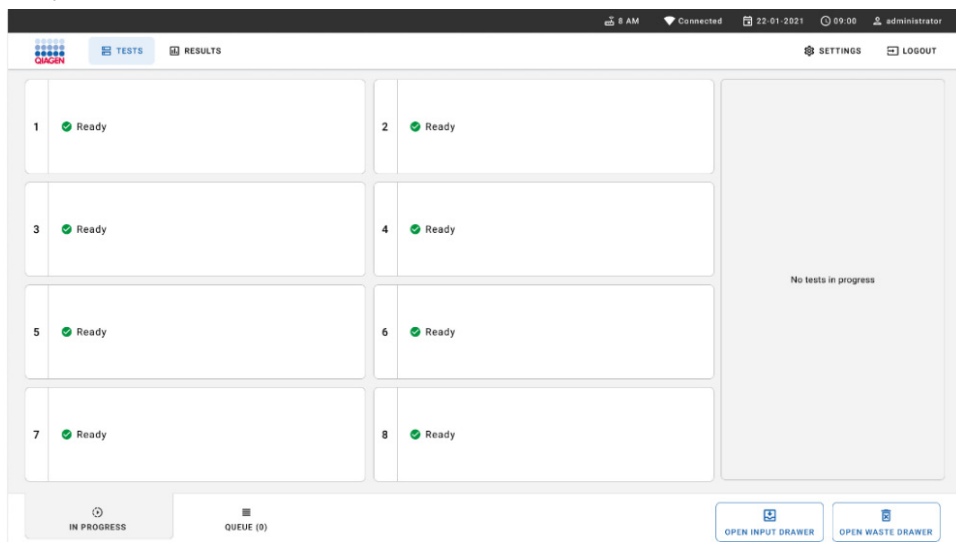 8 AM Connected 22-01-2021 09:00 administrator
QIAGEN TESTS RESULTS SETTINGS LOGOUT
1 Ready
2 Ready
3 Ready
4 Ready
No tests in progress
5 Ready
6 Ready
7 Ready
8 Ready
IN PROGRESS
QUEUE (0)
OPEN INPUT DRAWER
OPEN WASTE DRAWER